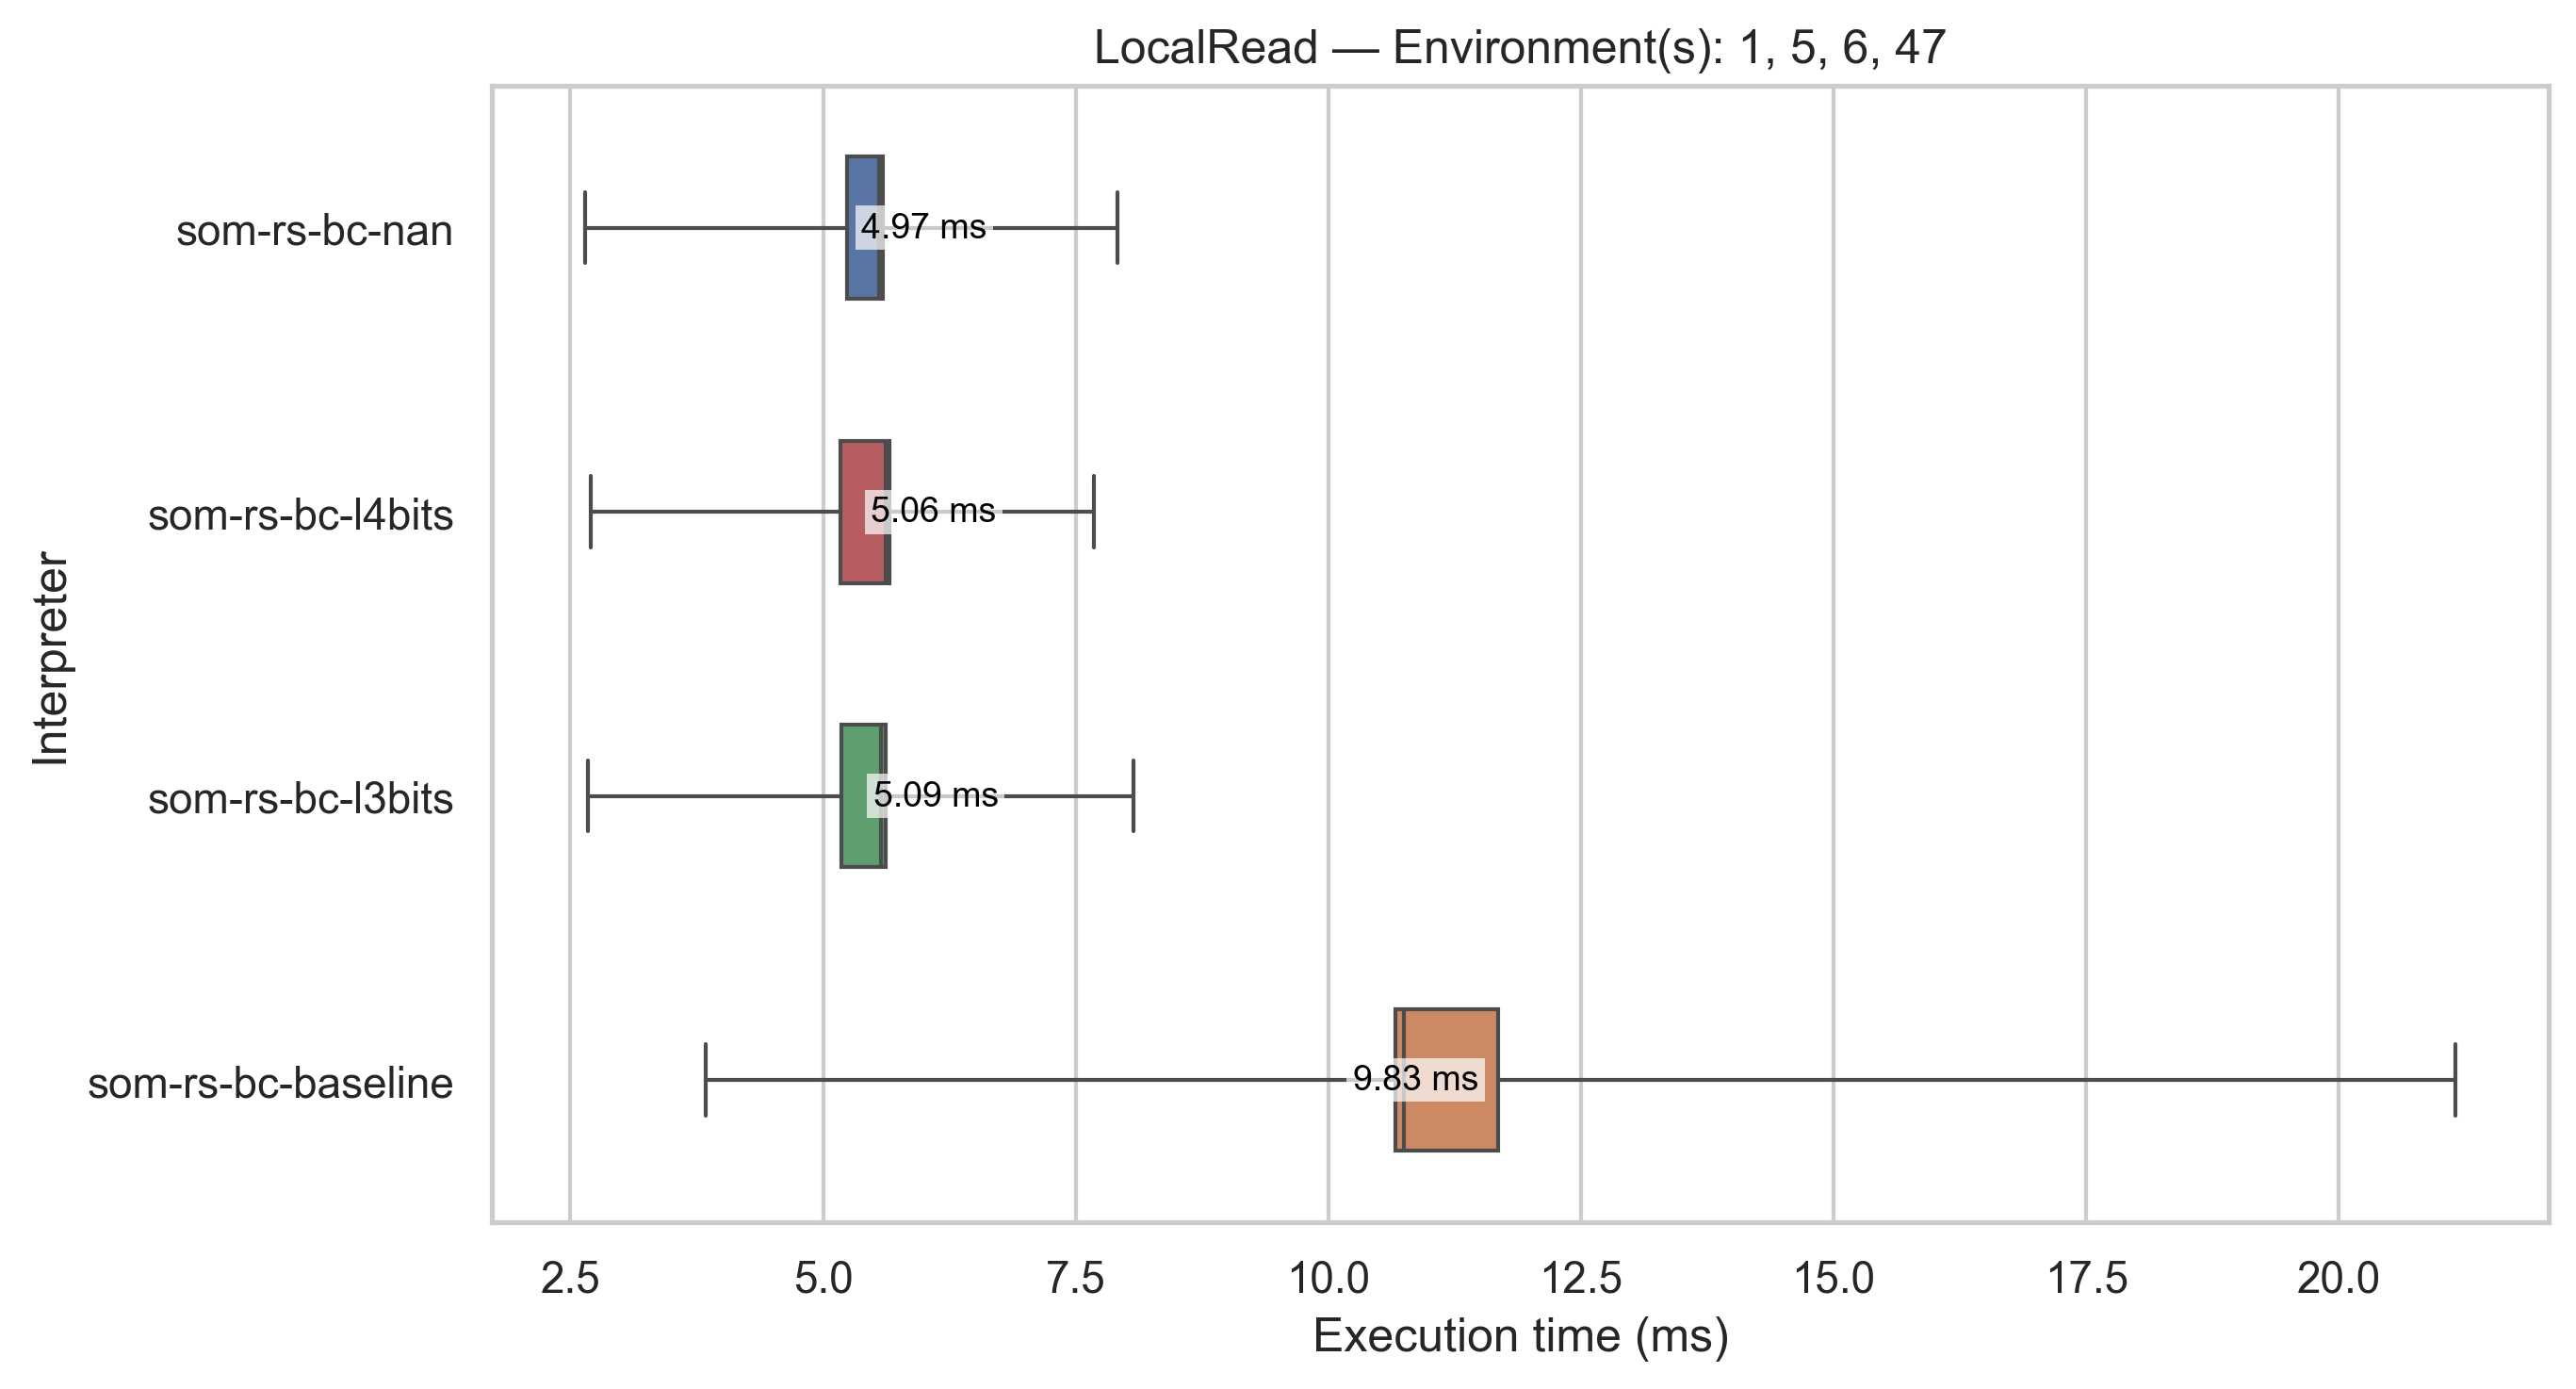 LocalRead — Environment(s): 1, 5, 6, 47
som-rs-bc-nan
4.97 ms
som-rs-bc-l4bits
5.06 ms
som-rs-bc-l3bits
5.09 ms
som-rs-bc-baseline
9.83 ms
Interpreter
2.5 5.0 7.5 10.0 12.5 15.0 17.5 20.0
Execution time (ms)